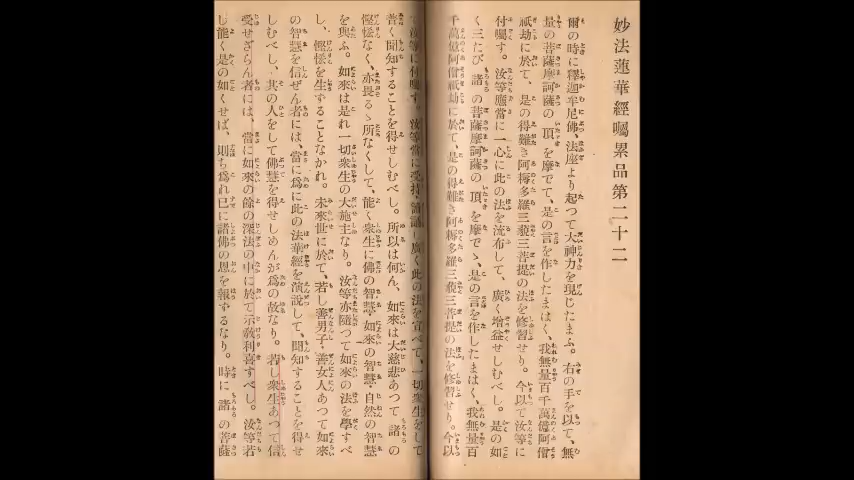 妙法蓮華經囑累品第二十二
爾の時に釋迦牟尼佛、法座より起つて大神力を現じたまふ。右の手を以て、無
量の菩薩摩訶薩の頂を摩でて、是の言を作したまはく、我無量百千萬億阿僧
祇劫に於て、是の得難き阿耨多羅三藐三菩提の法を修習せり。今以て汝等に
付囑す。汝等應當に一心に此の法を流布して、廣く增益せしむべし。是の如
く三たび、諸の菩薩摩訶薩の頂を摩でゝ、是の言を作したまはく、我無量百
千萬億阿僧祇劫に於て、是の得難き阿耨多羅三藐三菩提の法を修習せり。今以
て汝等に付囑す。汝等當に受持、讀誦し、廣く此の法を宣べて、一切衆生をして
普く聞知することを得せしむべし。所以は何ん、如來は大慈悲あつて諸の
慳悋なく、亦畏るゝ所なくして、能く衆生に佛の智慧、如來の智慧、自然の智慧
を與ふ。如來は是れ一切衆生の大施主なり。汝等亦隨つて如來の法を學すべ
し、慳悋を生ずることなかれ。未來世に於て、若し善男子、善女人あつて如來
の智慧を信ぜん者には、當に爲に此の法華經を演說して、聞知することを得せ
しむべし、其の人をして佛慧を得せしめんが爲の故なり。若し衆生あつて信
受せざらん者には、當に如來の餘の深法の中に於て示敎利喜すべし。汝等若
し能く是の如くせば、則ち爲れ已に諸佛の恩を報ずるなり。時に諸の菩薩